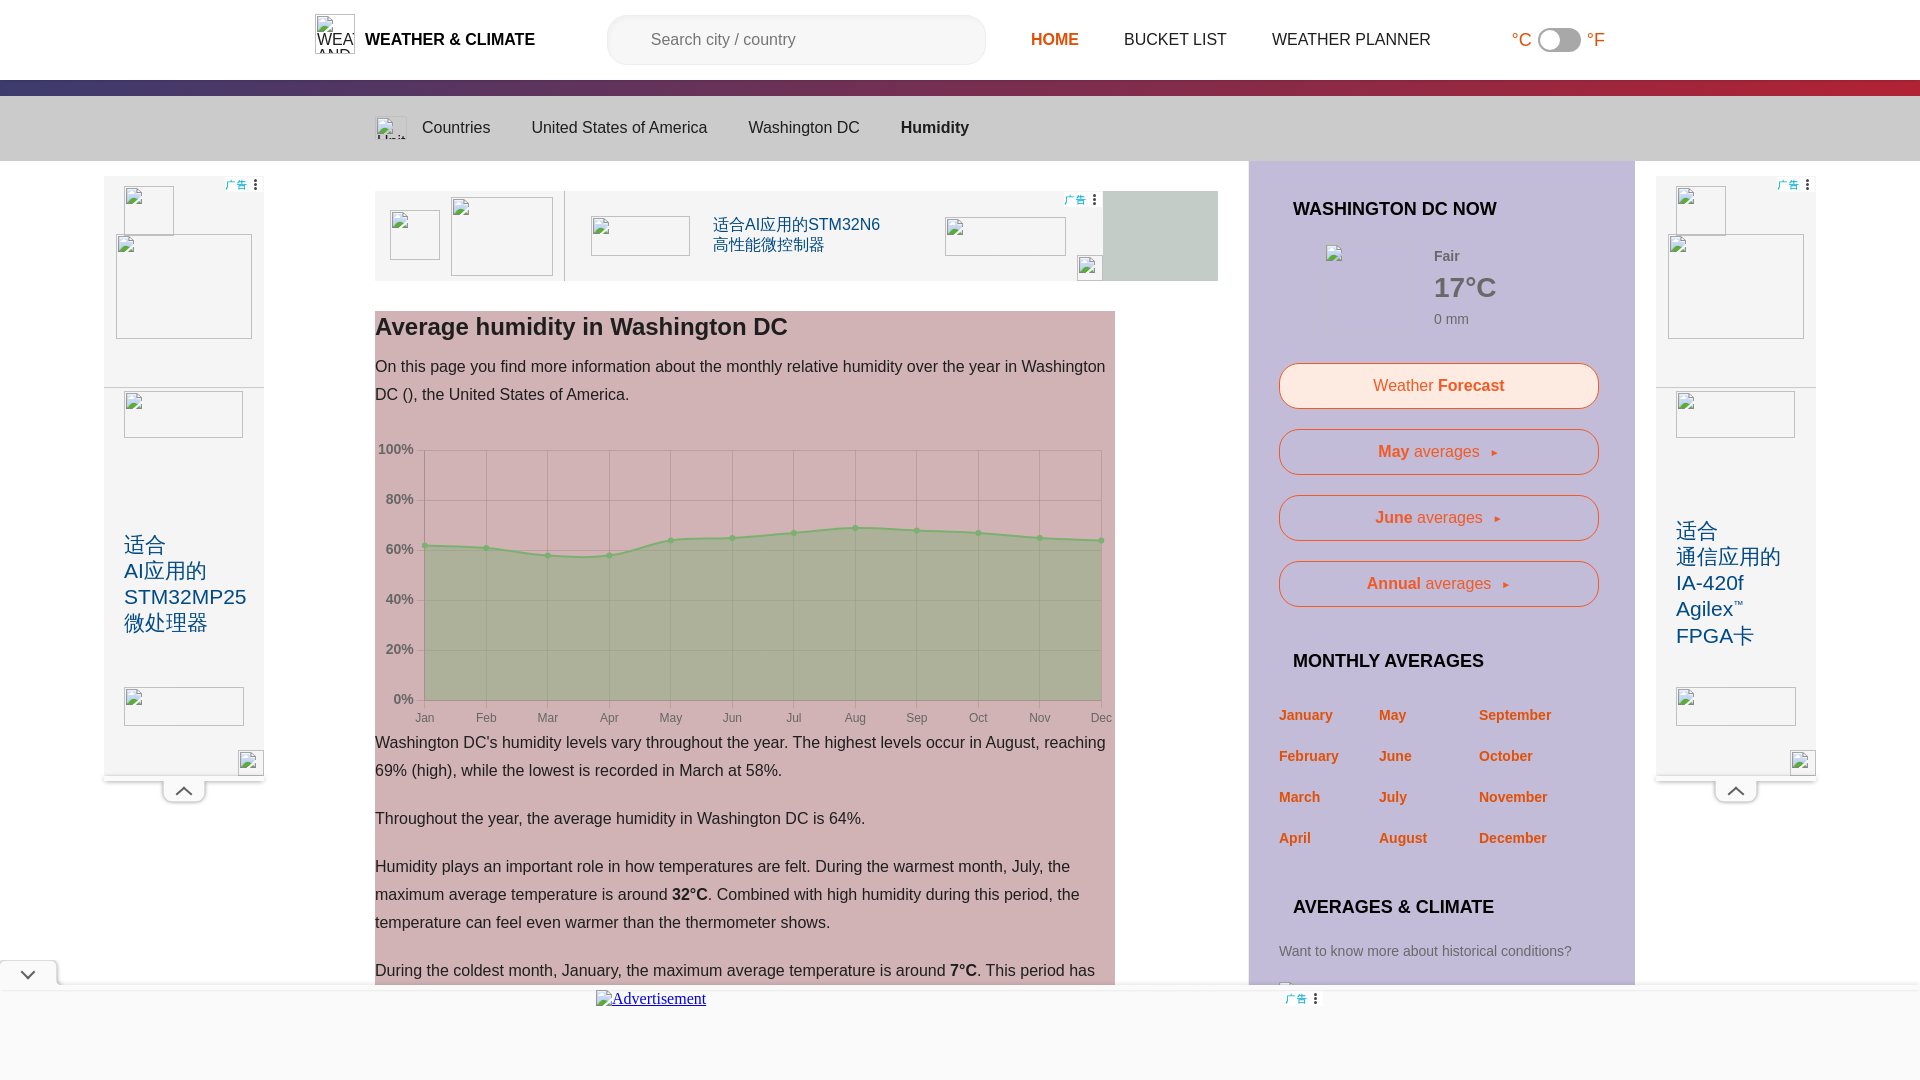 WEATHER & CLIMATE
Search city / country
HOME
BUCKET LIST
WEATHER PLANNER
°C
°F
Countries
United States of America
Washington DC
Humidity
广告
适合
AI应用的
STM32MP25
微处理器
广告
适合AI应用的STM32N6
高性能微控制器
Average humidity in Washington DC
On this page you find more information about the monthly relative humidity over the year in Washington
DC (), the United States of America.
100%
80%
60%
40%
20%
0%
Jan Feb Mar Apr May Jun Jul Aug Sep Oct Nov Dec
Washington DC's humidity levels vary throughout the year. The highest levels occur in August, reaching
69% (high), while the lowest is recorded in March at 58%.
Throughout the year, the average humidity in Washington DC is 64%.
Humidity plays an important role in how temperatures are felt. During the warmest month, July, the
maximum average temperature is around 32°C. Combined with high humidity during this period, the
temperature can feel even warmer than the thermometer shows.
During the coldest month, January, the maximum average temperature is around 7°C. This period has
WASHINGTON DC NOW
Fair
17°C
0 mm
Weather Forecast
May averages ►
June averages ►
Annual averages ►
MONTHLY AVERAGES
January May September
February June October
March July November
April August December
AVERAGES & CLIMATE
Want to know more about historical conditions?
广告
适合
通信应用的
IA-420f
Agilex™
FPGA卡
Advertisement
广告